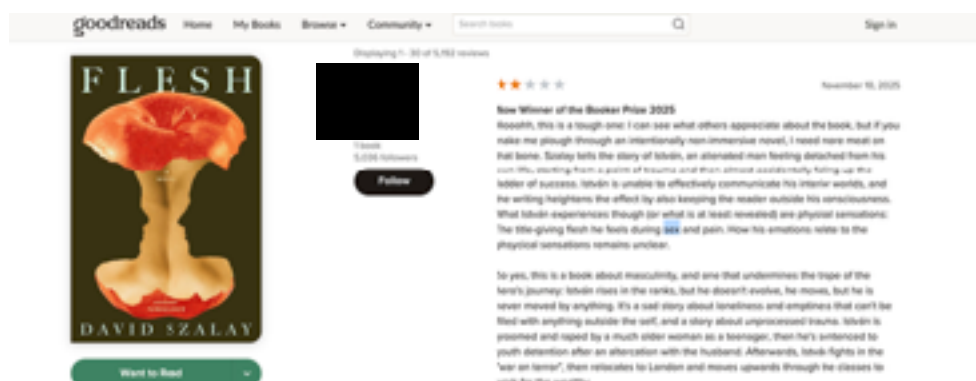 goodreads Home My Books Browse Community Search books Sign in
Displaying 1 - 30 of 5,192 reviews
FLESH
DAVID SZALAY
Want to Read
1 book
5,036 followers
Follow
November 10, 2025
Now Winner of the Booker Prize 2025
this is a tough one: I can see what others appreciate about the book, but if you
make me plough through an intentionally non-immersive novel, I need more meat on
that bone. Szalay tells the story of István, an alienated man feeling detached from his
ladder of success. István is unable to effectively communicate his interior worlds, and
he writing heightens the effect by also keeping the reader outside his consciousness.
What István experiences though (or what is at least revealed) are physical sensations:
The title-giving flesh he feels during sex and pain. How his emotions relate to the
physical sensations remains unclear.
So yes, this is a book about masculinity, and one that undermines the trope of the
hero's journey: István rises in the ranks, but he doesn't evolve, he moves, but he is
never moved by anything. It's a sad story about loneliness and emptiness that can't be
filled with anything outside the self, and a story about unprocessed trauma. István is
groomed and raped by a much older woman as a teenager, then he's sentenced to
youth detention after an altercation with the husband. Afterwards, István fights in the
"war on terror", then relocates to London and moves upwards through he classes to